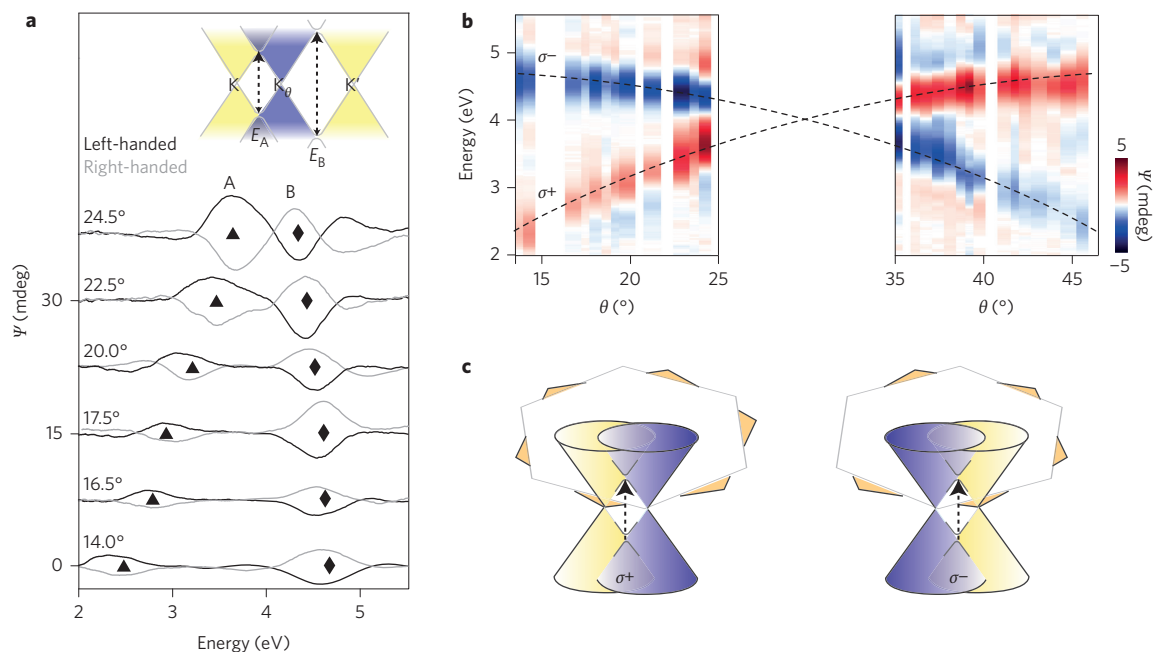 a
K
K_θ
K′
E_A
E_B
Left-handed
Right-handed
A
B
24.5°
22.5°
20.0°
17.5°
16.5°
14.0°
30
15
0
Ψ (mdeg)
2
3
4
5
Energy (eV)
b
σ−
σ+
5
4
3
2
Energy (eV)
15
20
25
θ (°)
35
40
45
θ (°)
5
−5
Ψ (mdeg)
c
σ+
σ−